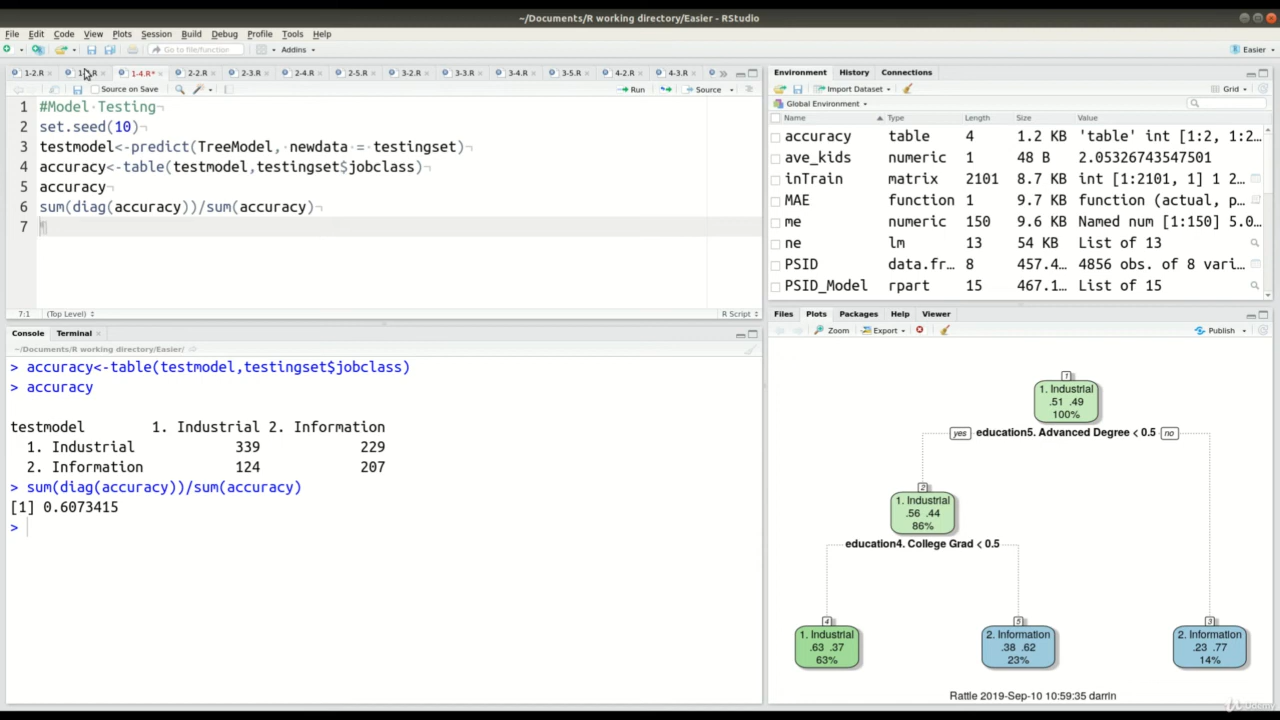 ~/Documents/R working directory/Easier - RStudio
File Edit Code View Plots Session Build Debug Profile Tools Help
Go to file/function Addins Easier
1-2.R 1-4.R* 2-2.R 2-3.R 2-4.R 2-5.R 3-2.R 3-3.R 3-4.R 3-5.R 4-2.R 4-3.R
Source on Save Run Source
1 #Model Testing
2 set.seed(10)
3 testmodel<-predict(TreeModel, newdata = testingset)
4 accuracy<-table(testmodel,testingset$jobclass)
5 accuracy
6 sum(diag(accuracy))/sum(accuracy)
7
7:1 (Top Level) R Script
Console Terminal
~/Documents/R working directory/Easier/
> accuracy<-table(testmodel,testingset$jobclass)
> accuracy
testmodel 1. Industrial 2. Information
1. Industrial 339 229
2. Information 124 207
> sum(diag(accuracy))/sum(accuracy)
[1] 0.6073415
>
Environment History Connections
Import Dataset Grid
Global Environment
Name Type Length Size Value
accuracy table 4 1.2 KB 'table' int [1:2, 1:2…
ave_kids numeric 1 48 B 2.05326743547501
inTrain matrix 2101 8.7 KB int [1:2101, 1] 1 2…
MAE function 1 9.7 KB function (actual, p…
me numeric 150 9.6 KB Named num [1:150] 5.0…
ne lm 13 54 KB List of 13
PSID data.fr… 8 457.4… 4856 obs. of 8 vari…
PSID_Model rpart 15 467.1… List of 15
Files Plots Packages Help Viewer
Zoom Export Publish
1
1. Industrial
.51 .49
100%
yes education5. Advanced Degree < 0.5 no
2
1. Industrial
.56 .44
86%
education4. College Grad < 0.5
4
1. Industrial
.63 .37
63%
5
2. Information
.38 .62
23%
3
2. Information
.23 .77
14%
Rattle 2019-Sep-10 10:59:35 darrin
Udemy